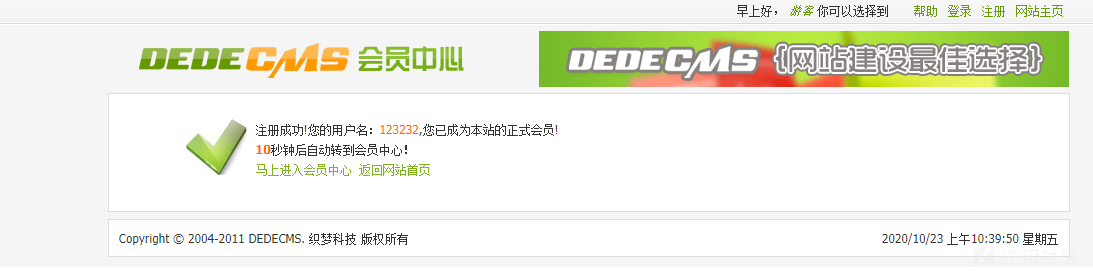 早上好， 游客 你可以选择到 帮助 登录 注册 网站主页
DEDECMS 会员中心
DEDECMS {网站建设最佳选择}
注册成功!您的用户名：123232,您已成为本站的正式会员!
10秒钟后自动转到会员中心！
马上进入会员中心 返回网站首页
Copyright © 2004-2011 DEDECMS. 织梦科技 版权所有
2020/10/23 上午10:39:50 星期五